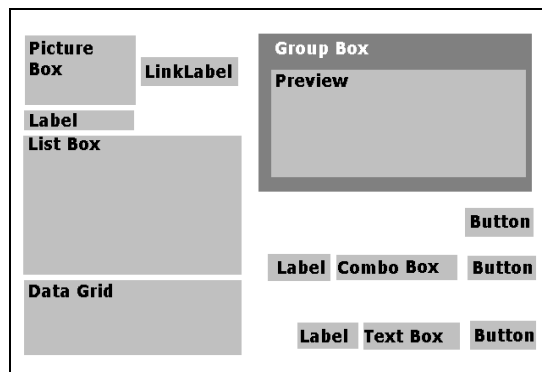 Picture
Box
LinkLabel
Label
List Box
Data Grid
Group Box
Preview
Button
Label Combo Box Button
Label Text Box Button